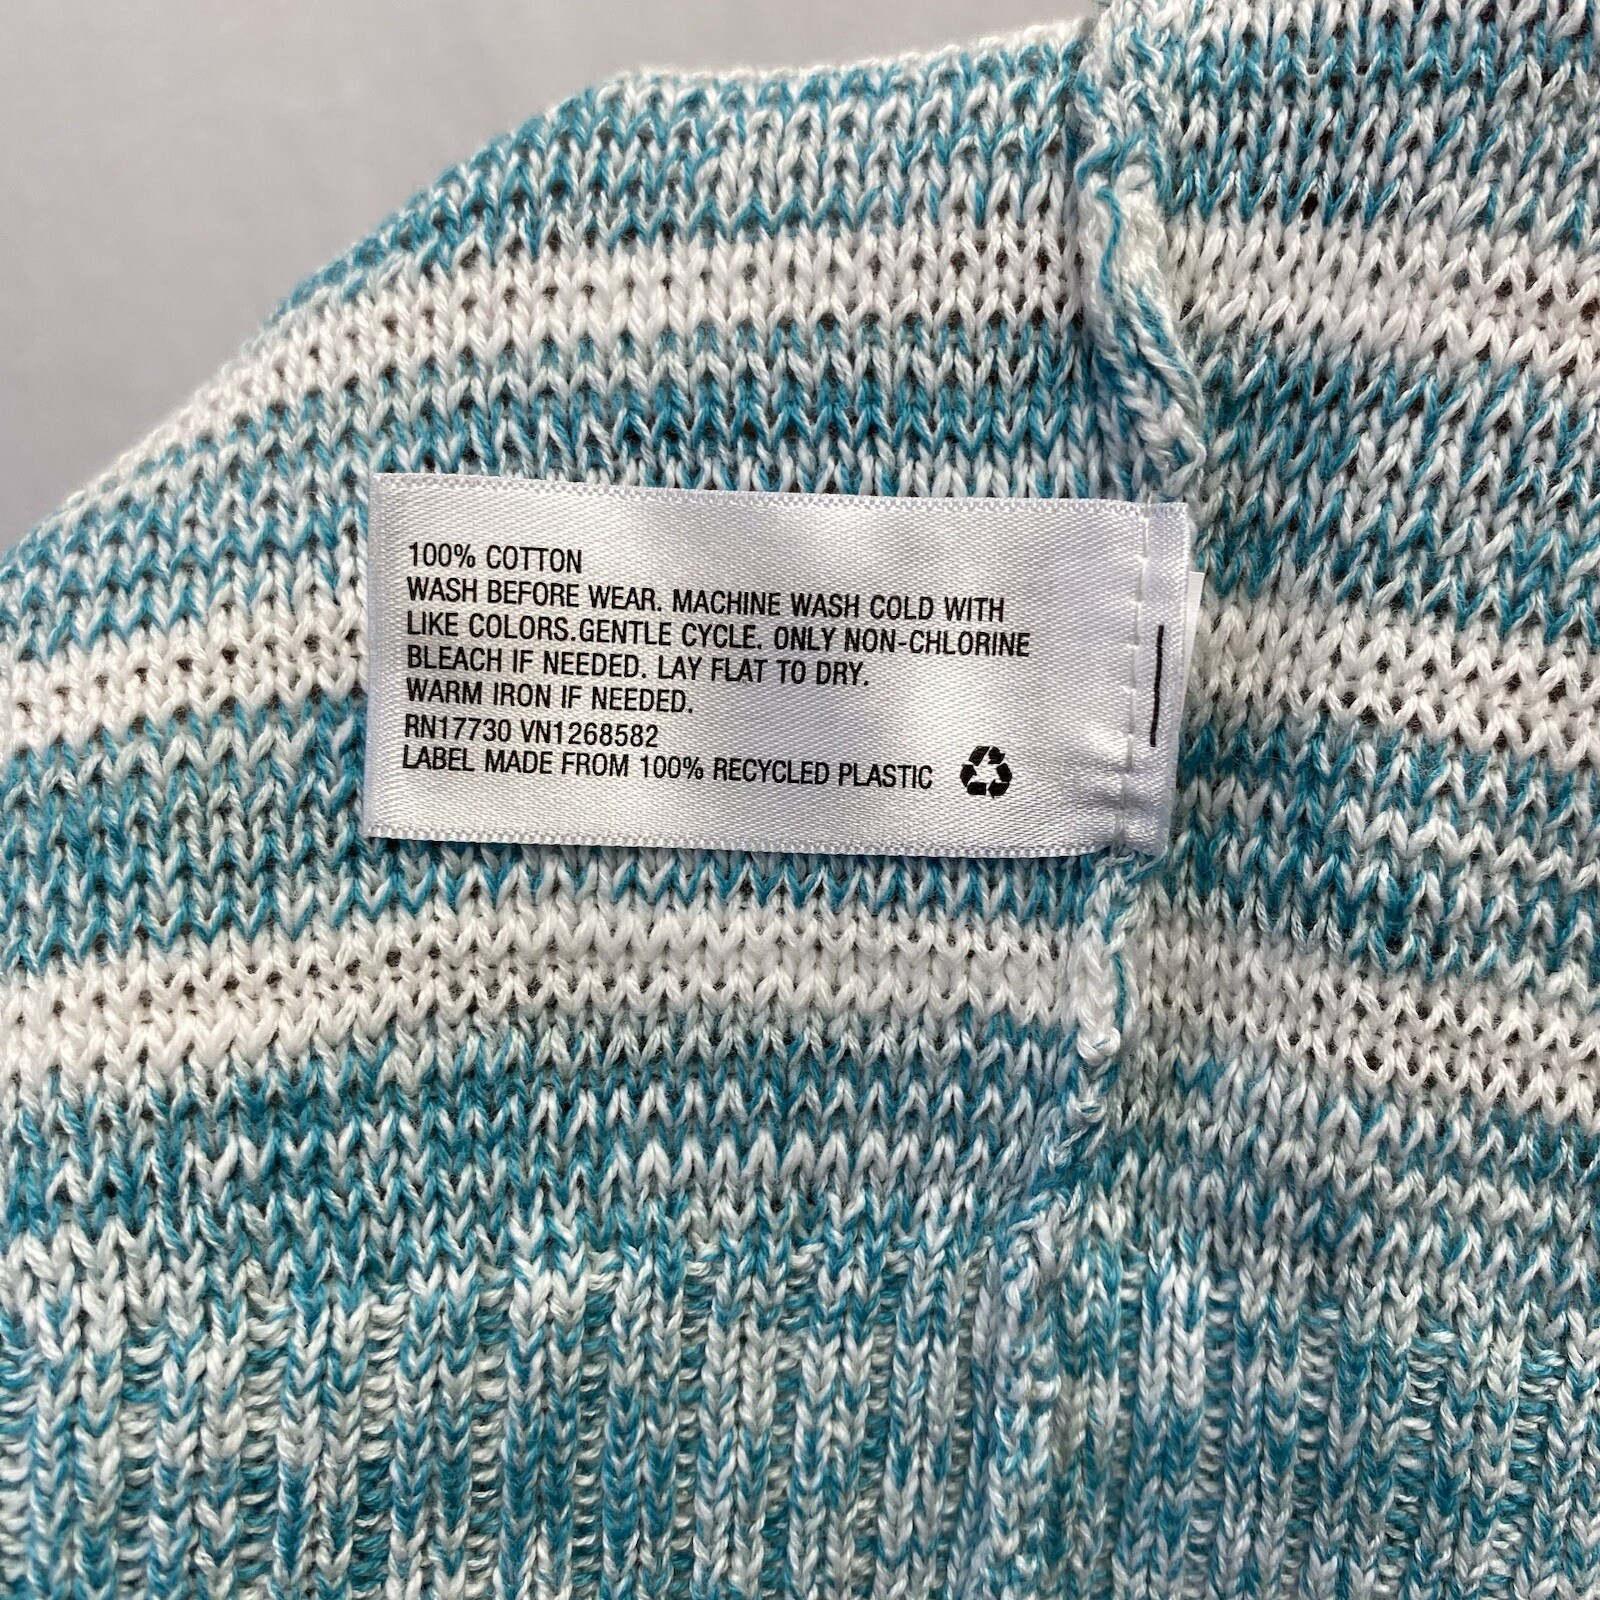 100% COTTON
WASH BEFORE WEAR. MACHINE WASH COLD WITH
LIKE COLORS.GENTLE CYCLE. ONLY NON-CHLORINE
BLEACH IF NEEDED. LAY FLAT TO DRY.
WARM IRON IF NEEDED.
RN17730 VN1268582
LABEL MADE FROM 100% RECYCLED PLASTIC